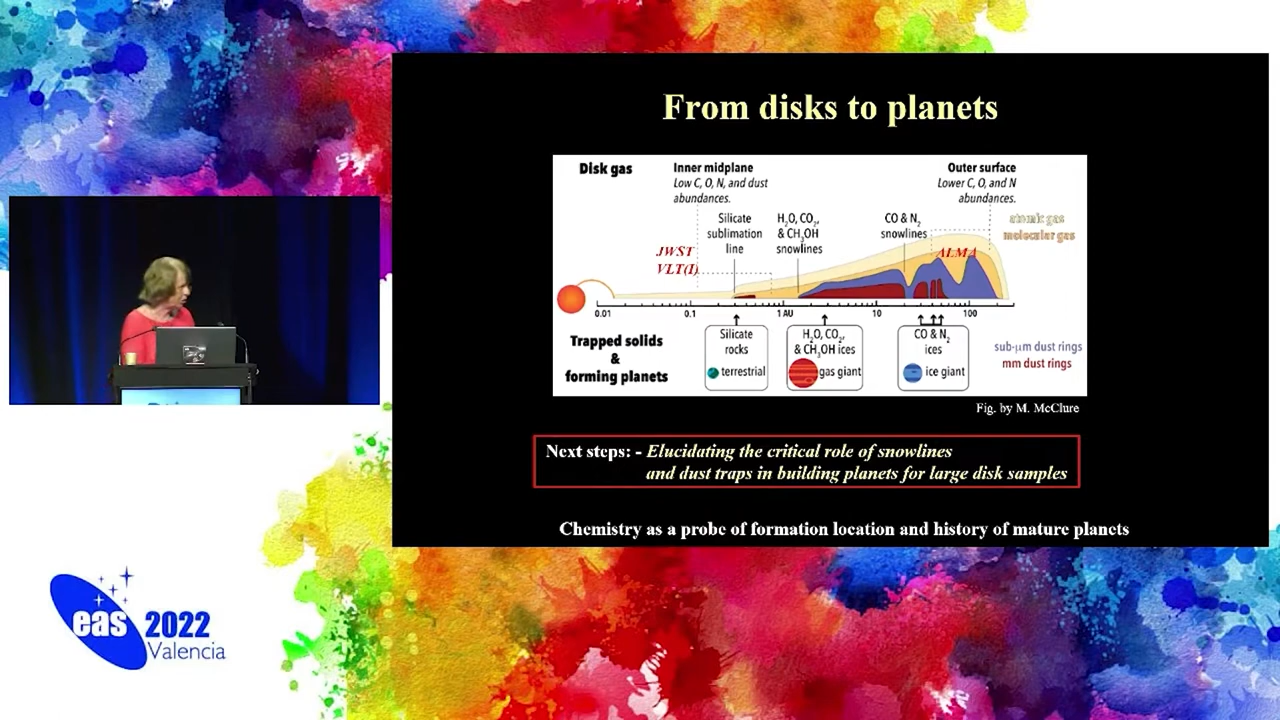 From disks to planets
Disk gas
Inner midplane
Low C, O, N, and dust
abundances.
Outer surface
Lower C, O, and N
abundances.
Silicate
sublimation
line
H₂O, CO₂,
& CH₃OH
snowlines
CO & N₂
snowlines
atomic gas
molecular gas
JWST
VLT(I)
ALMA
0.01
0.1
1 AU
10
100
Trapped solids
&
forming planets
Silicate
rocks
terrestrial
H₂O, CO₂,
& CH₃OH ices
gas giant
CO & N₂
ices
ice giant
sub-μm dust rings
mm dust rings
Fig. by M. McClure
Next steps: - Elucidating the critical role of snowlines
and dust traps in building planets for large disk samples
Chemistry as a probe of formation location and history of mature planets
eas 2022
Valencia